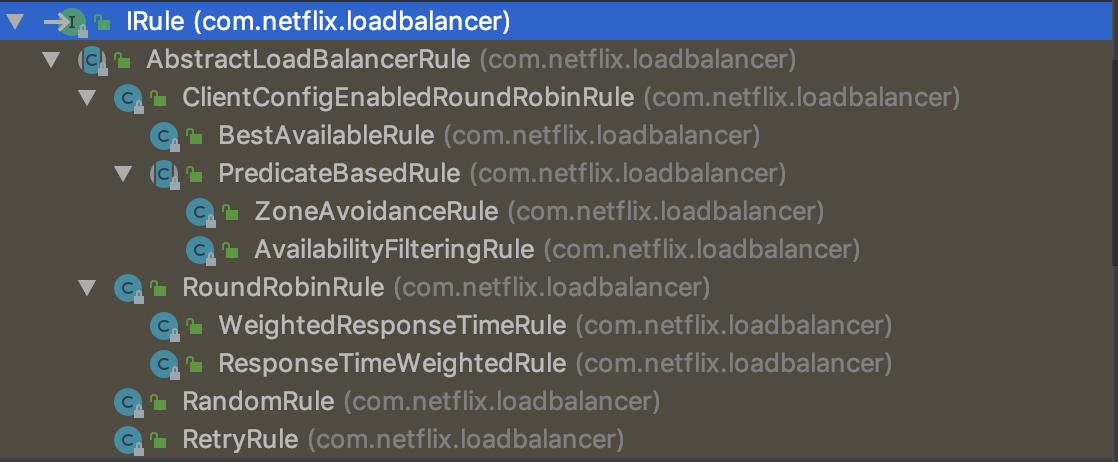 IRule (com.netflix.loadbalancer)
AbstractLoadBalancerRule (com.netflix.loadbalancer)
ClientConfigEnabledRoundRobinRule (com.netflix.loadbalancer)
BestAvailableRule (com.netflix.loadbalancer)
PredicateBasedRule (com.netflix.loadbalancer)
ZoneAvoidanceRule (com.netflix.loadbalancer)
AvailabilityFilteringRule (com.netflix.loadbalancer)
RoundRobinRule (com.netflix.loadbalancer)
WeightedResponseTimeRule (com.netflix.loadbalancer)
ResponseTimeWeightedRule (com.netflix.loadbalancer)
RandomRule (com.netflix.loadbalancer)
RetryRule (com.netflix.loadbalancer)